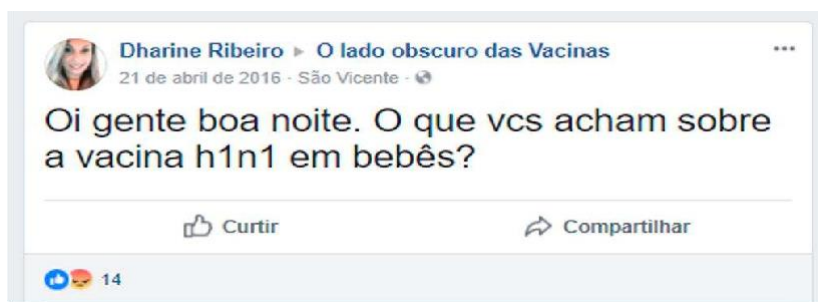 Dharine Ribeiro ▸ O lado obscuro das Vacinas
21 de abril de 2016 · São Vicente ·
Oi gente boa noite. O que vcs acham sobre
a vacina h1n1 em bebês?
Curtir Compartilhar
14